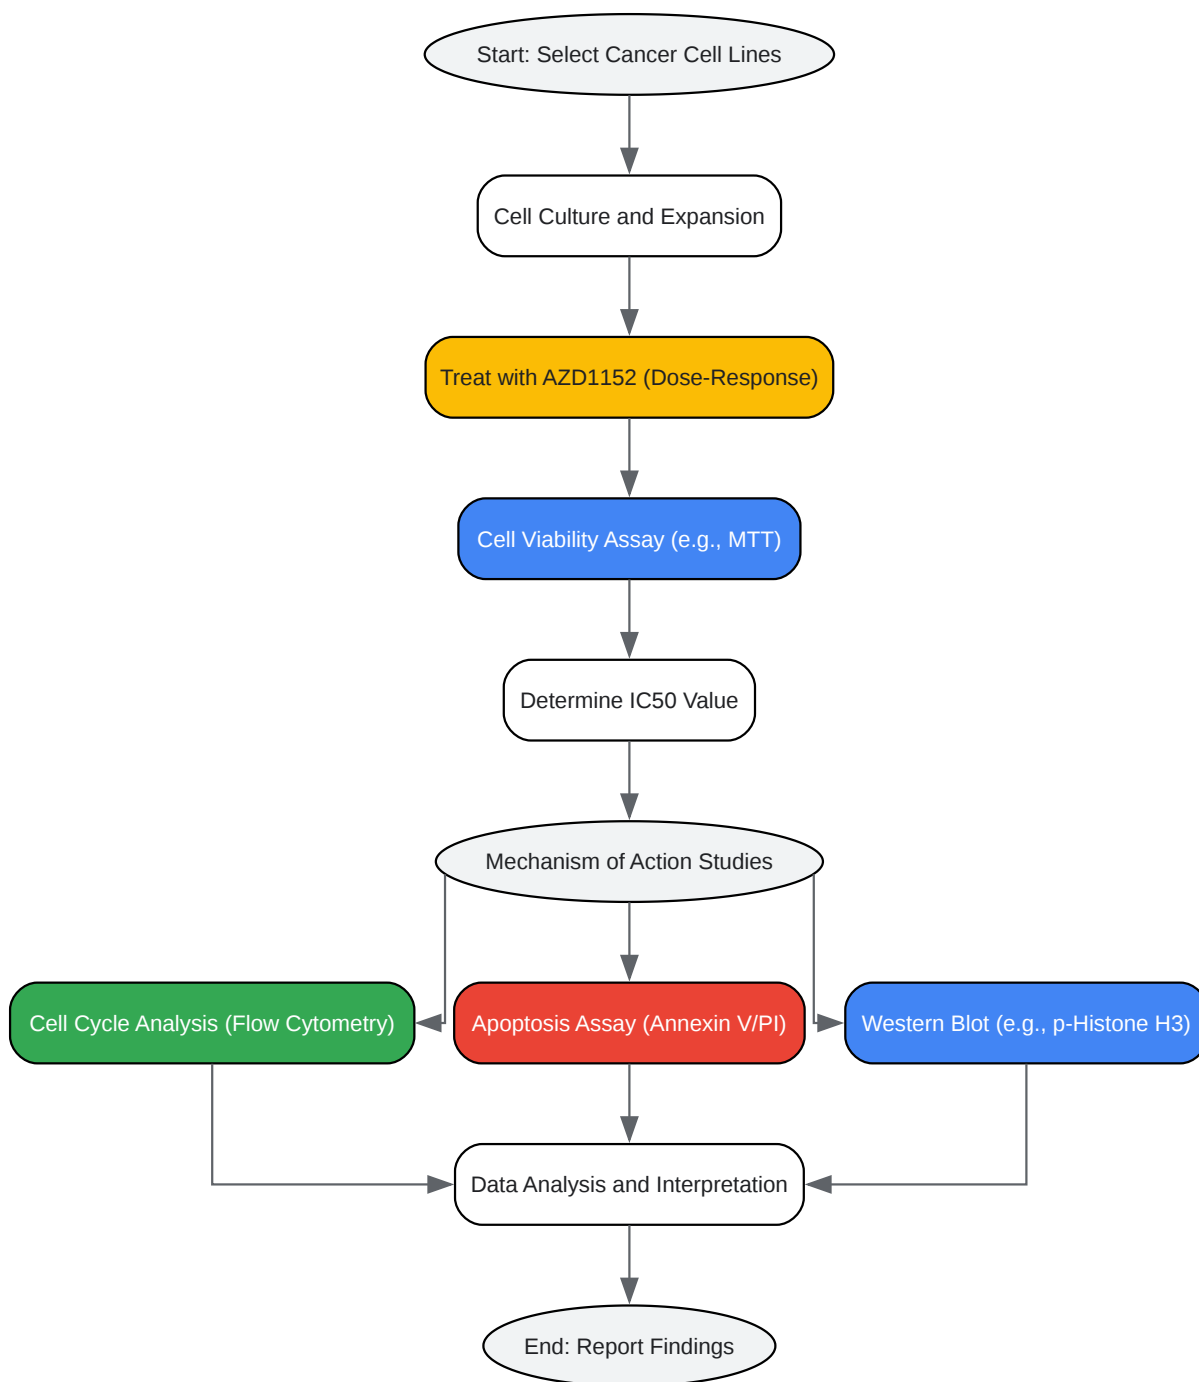 Start: Select Cancer Cell Lines
Cell Culture and Expansion
Treat with AZD1152 (Dose-Response)
Cell Viability Assay (e.g., MTT)
Determine IC50 Value
Mechanism of Action Studies
Cell Cycle Analysis (Flow Cytometry)
Apoptosis Assay (Annexin V/PI)
Western Blot (e.g., p-Histone H3)
Data Analysis and Interpretation
End: Report Findings